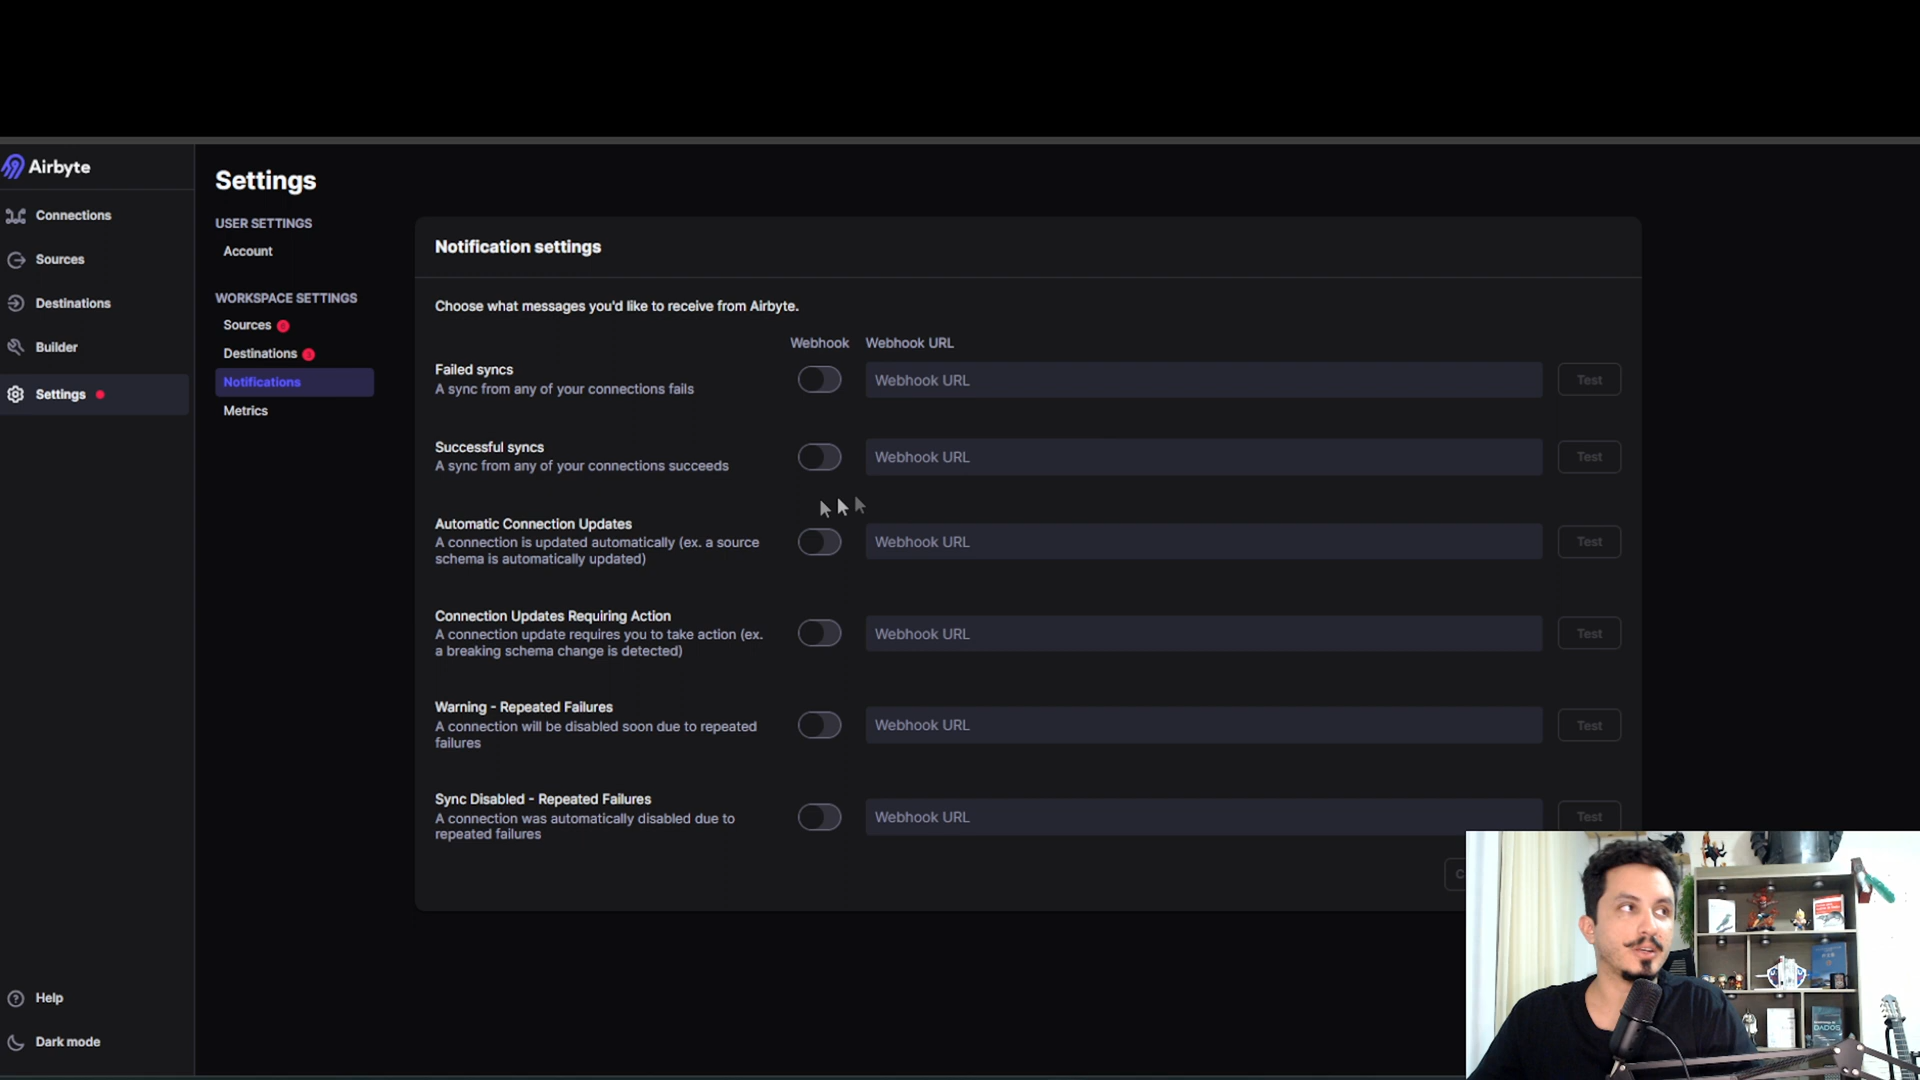 Airbyte
Connections
Sources
Destinations
Builder
Settings
Help
Dark mode
Settings
USER SETTINGS
Account
WORKSPACE SETTINGS
Sources
Destinations
Notifications
Metrics
Notification settings
Choose what messages you'd like to receive from Airbyte.
Webhook Webhook URL
Failed syncs
A sync from any of your connections fails
Webhook URL
Test
Successful syncs
A sync from any of your connections succeeds
Webhook URL
Test
Automatic Connection Updates
A connection is updated automatically (ex. a source
schema is automatically updated)
Webhook URL
Test
Connection Updates Requiring Action
A connection update requires you to take action (ex.
a breaking schema change is detected)
Webhook URL
Test
Warning - Repeated Failures
A connection will be disabled soon due to repeated
failures
Webhook URL
Test
Sync Disabled - Repeated Failures
A connection was automatically disabled due to
repeated failures
Webhook URL
Test
DADOS